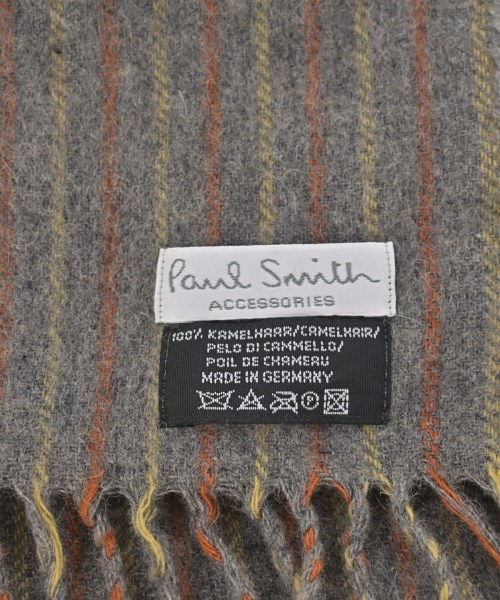 Paul Smith
ACCESSORIES
100% KAMELHAAR/CAMELHAIR/
PELO DI CAMMELLO/
POIL DE CHAMEAU
MADE IN GERMANY
P